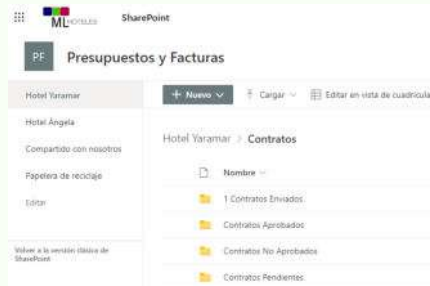 ML HOTELES SharePoint
PF Presupuestos y Facturas
Hotel Yaramar
Hotel Ángela
Compartido con nosotros
Papelera de reciclaje
Editar
Volver a la versión clásica de
SharePoint
+ Nuevo Cargar Editar en vista de cuadrícula
Hotel Yaramar > Contratos
Nombre
1 Contratos Enviados
Contratos Aprobados
Contratos No Aprobados
Contratos Pendientes